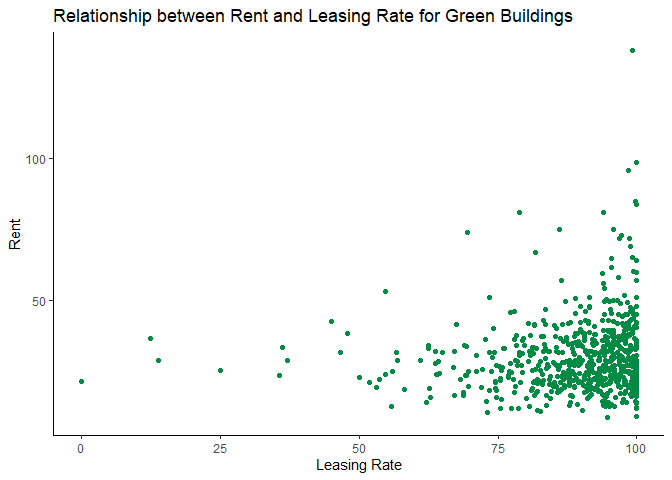 Relationship between Rent and Leasing Rate for Green Buildings
100
50
Rent
0 25 50 75 100
Leasing Rate